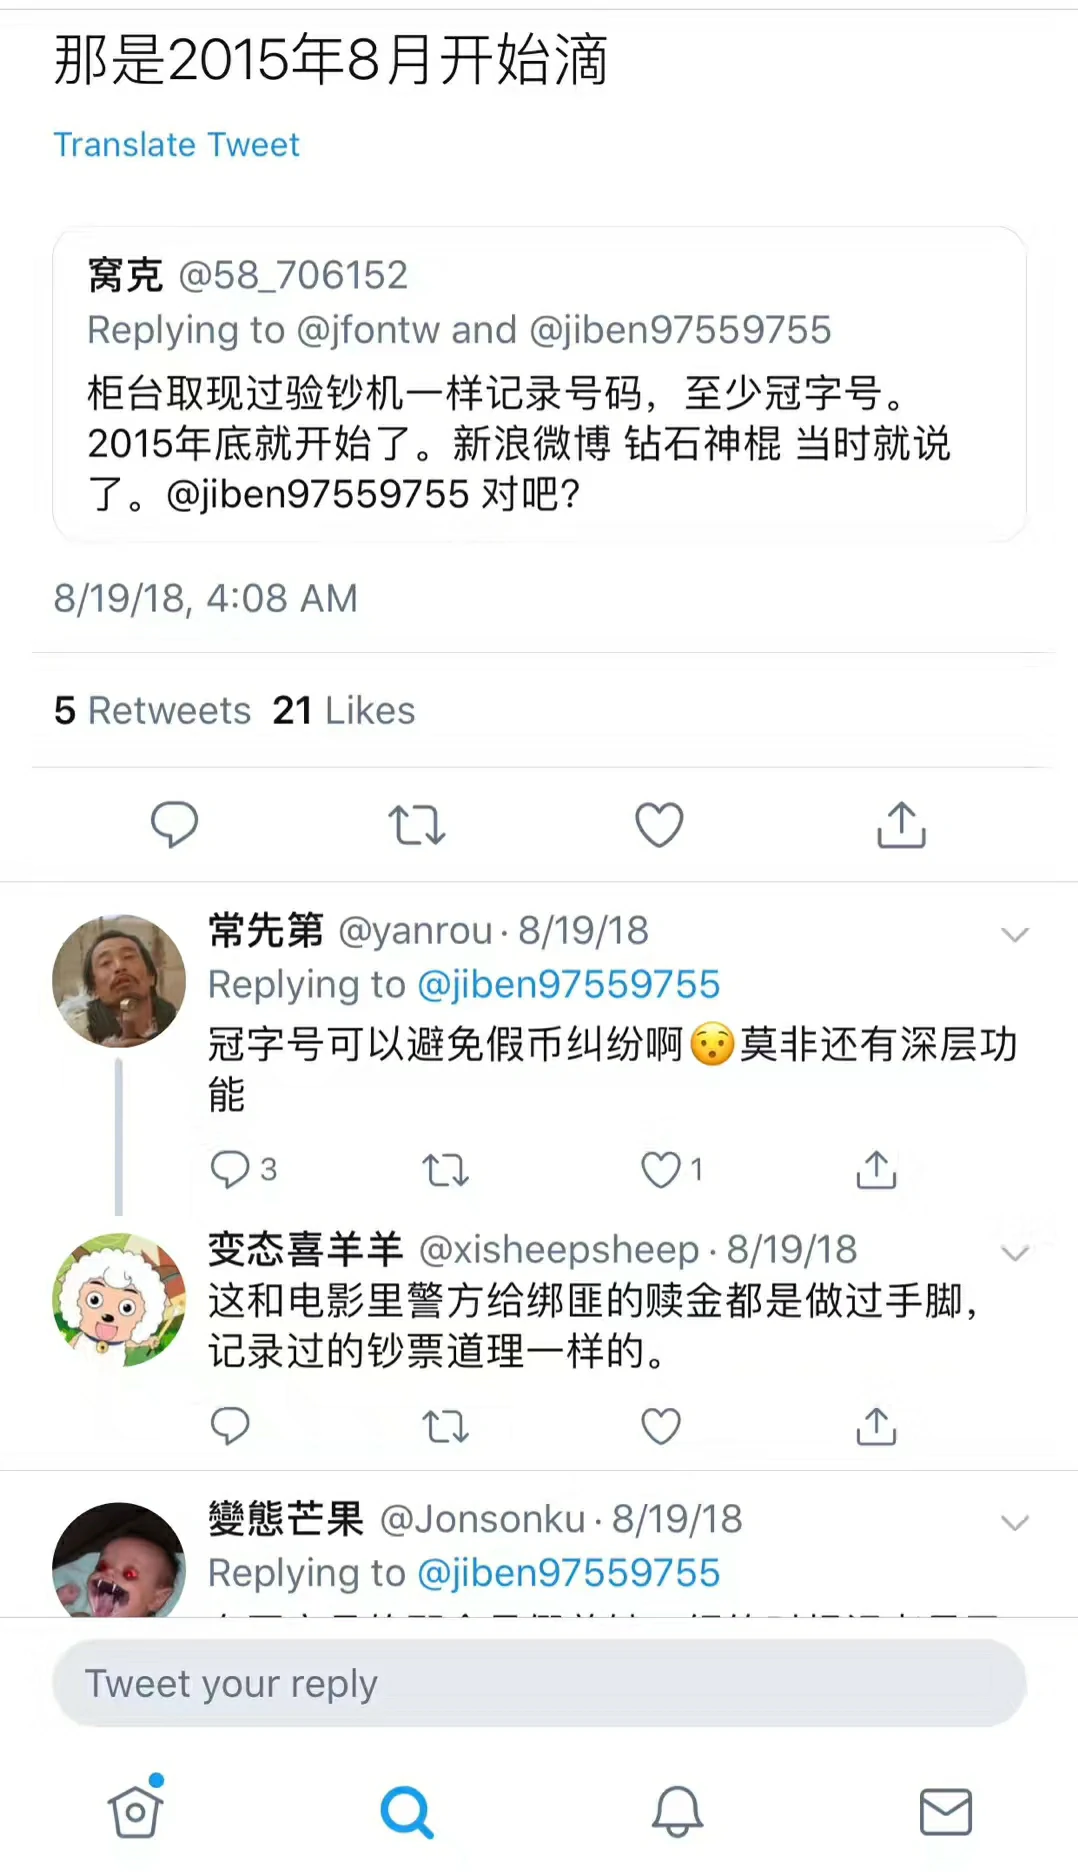 那是2015年8月开始滴
Translate Tweet
窝克 @58_706152
Replying to @jfontw and @jiben97559755
柜台取现过验钞机一样记录号码，至少冠字号。
2015年底就开始了。新浪微博 钻石神棍 当时就说
了。@jiben97559755 对吧?
8/19/18, 4:08 AM
5 Retweets 21 Likes
常先第 @yanrou · 8/19/18
Replying to @jiben97559755
冠字号可以避免假币纠纷啊😯莫非还有深层功
能
3 1
变态喜羊羊 @xisheepsheep · 8/19/18
这和电影里警方给绑匪的赎金都是做过手脚，
记录过的钞票道理一样的。
變態芒果 @Jonsonku · 8/19/18
Replying to @jiben97559755
Tweet your reply